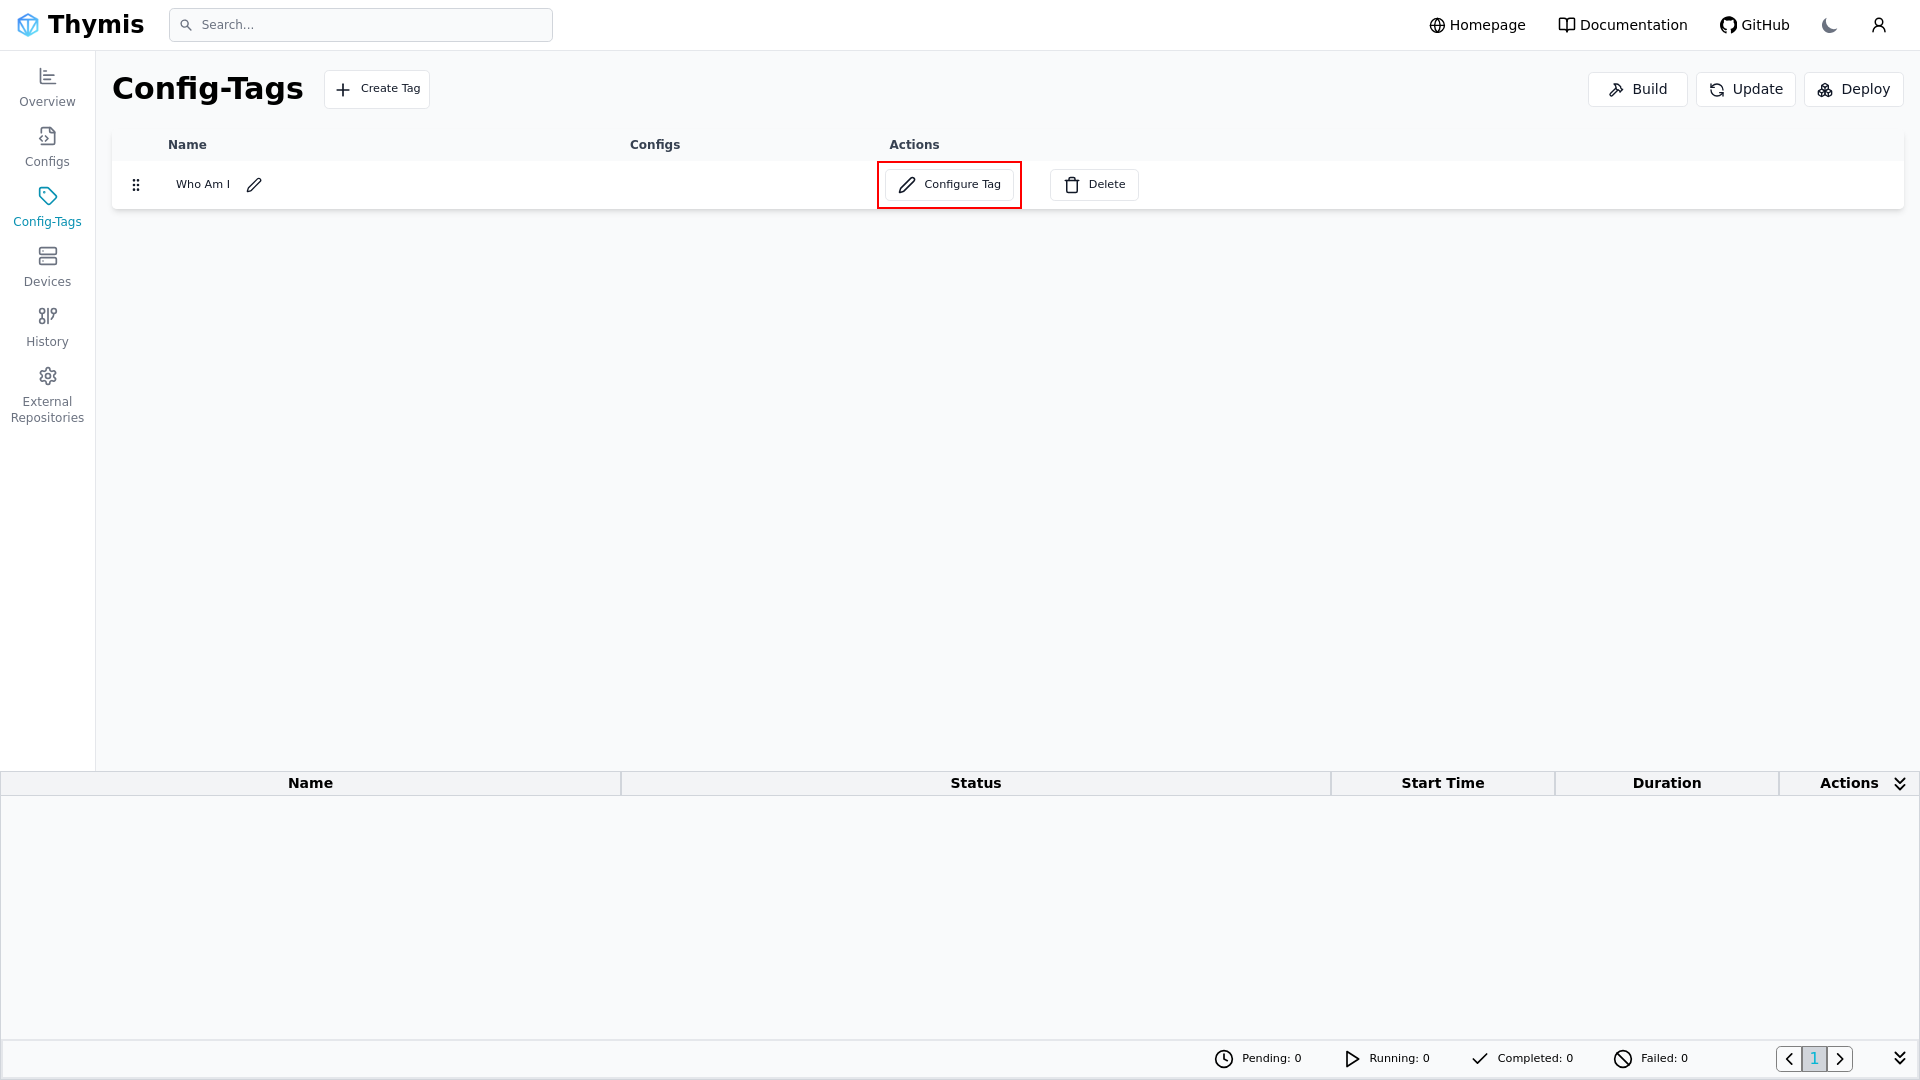 Thymis
Search...
Homepage
Documentation
GitHub
Overview
Configs
Config-Tags
Devices
History
External
Repositories
Config-Tags
Create Tag
Build
Update
Deploy
Name Configs Actions
Who Am I
Configure Tag
Delete
Name Status Start Time Duration Actions
Pending: 0
Running: 0
Completed: 0
Failed: 0
1